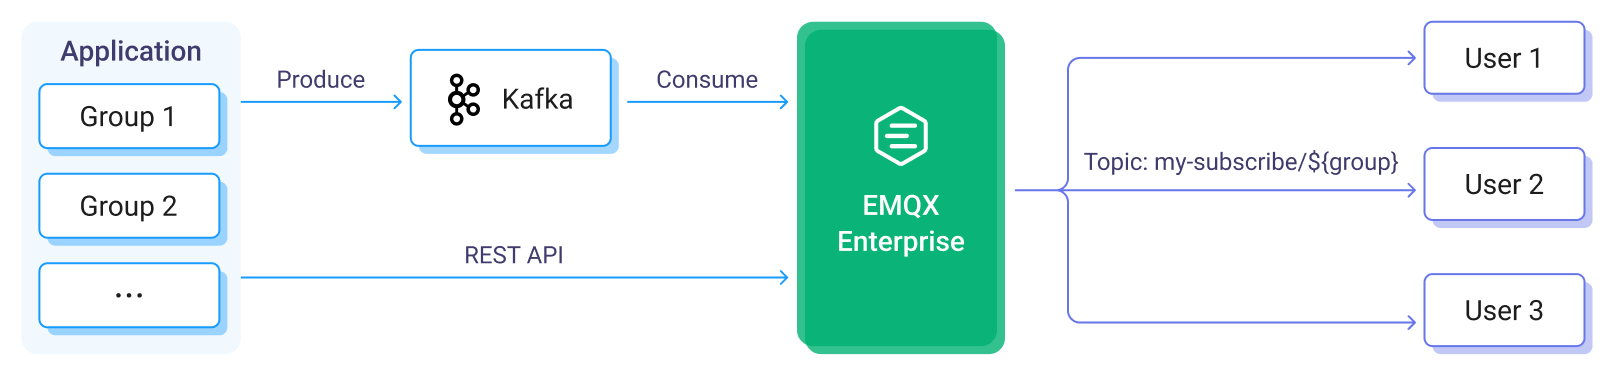 Application
Group 1
Group 2
...
Produce
Kafka
Consume
REST API
EMQX
Enterprise
Topic: my-subscribe/${group}
User 1
User 2
User 3